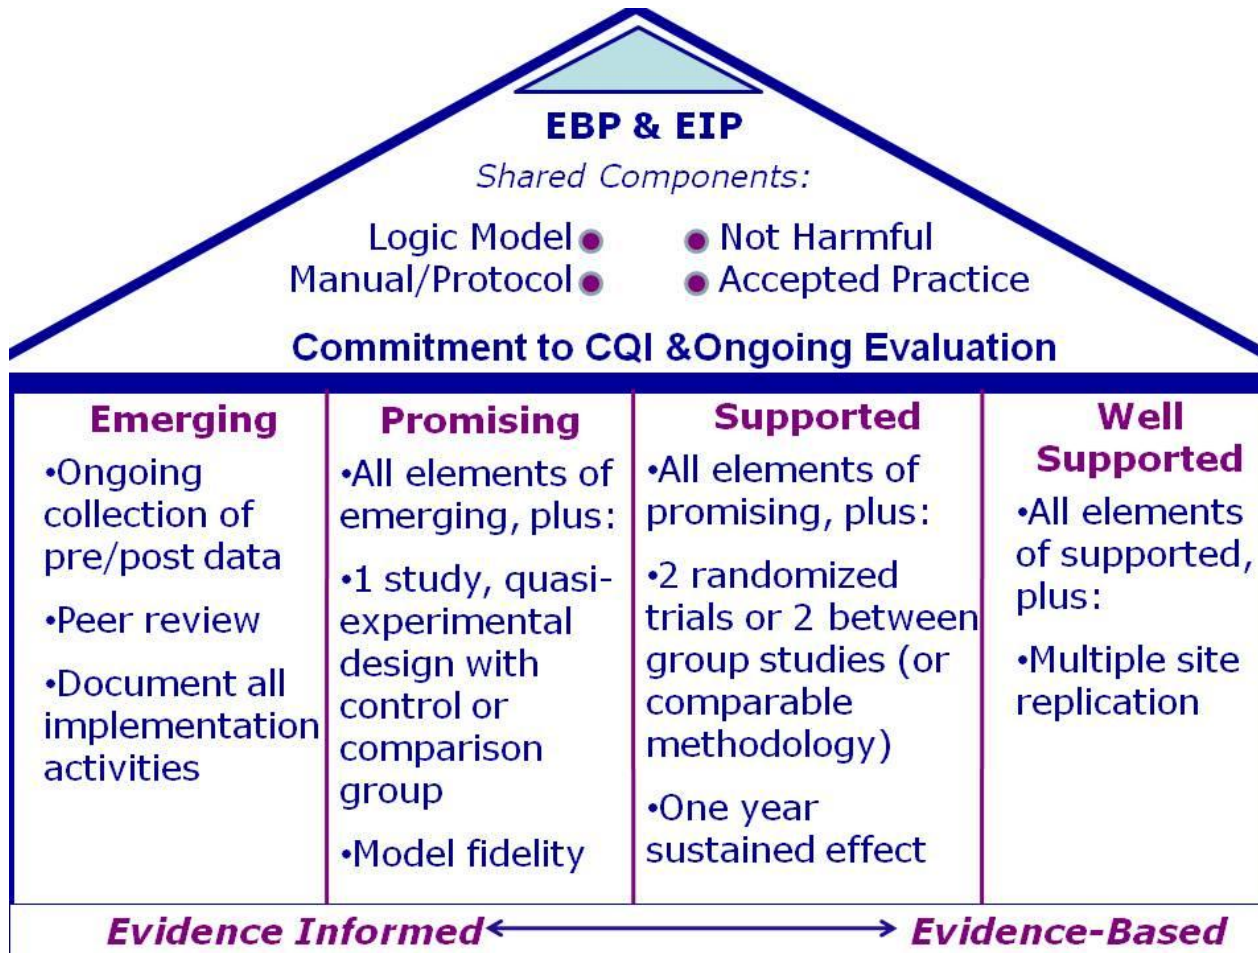 EBP & EIP
Shared Components:
Logic Model
Manual/Protocol
Not Harmful
Accepted Practice
Commitment to CQI &Ongoing Evaluation
Emerging
•Ongoing
collection of
pre/post data
•Peer review
•Document all
implementation
activities
Promising
•All elements of
emerging, plus:
•1 study, quasi-
experimental
design with
control or
comparison
group
•Model fidelity
Supported
•All elements of
promising, plus:
•2 randomized
trials or 2 between
group studies (or
comparable
methodology)
•One year
sustained effect
Well
Supported
•All elements
of supported,
plus:
•Multiple site
replication
Evidence Informed
Evidence-Based